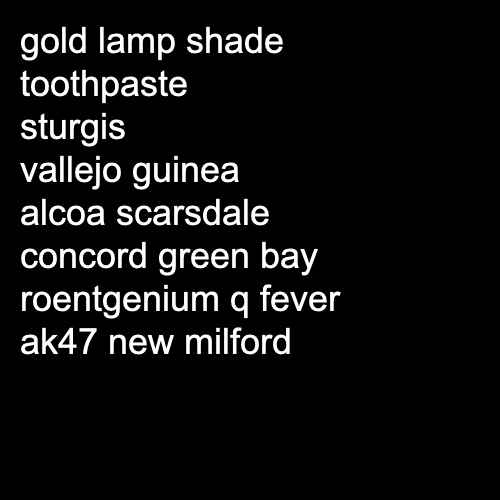 gold lamp shade
toothpaste
sturgis
vallejo guinea
alcoa scarsdale
concord green bay
roentgenium q fever
ak47 new milford